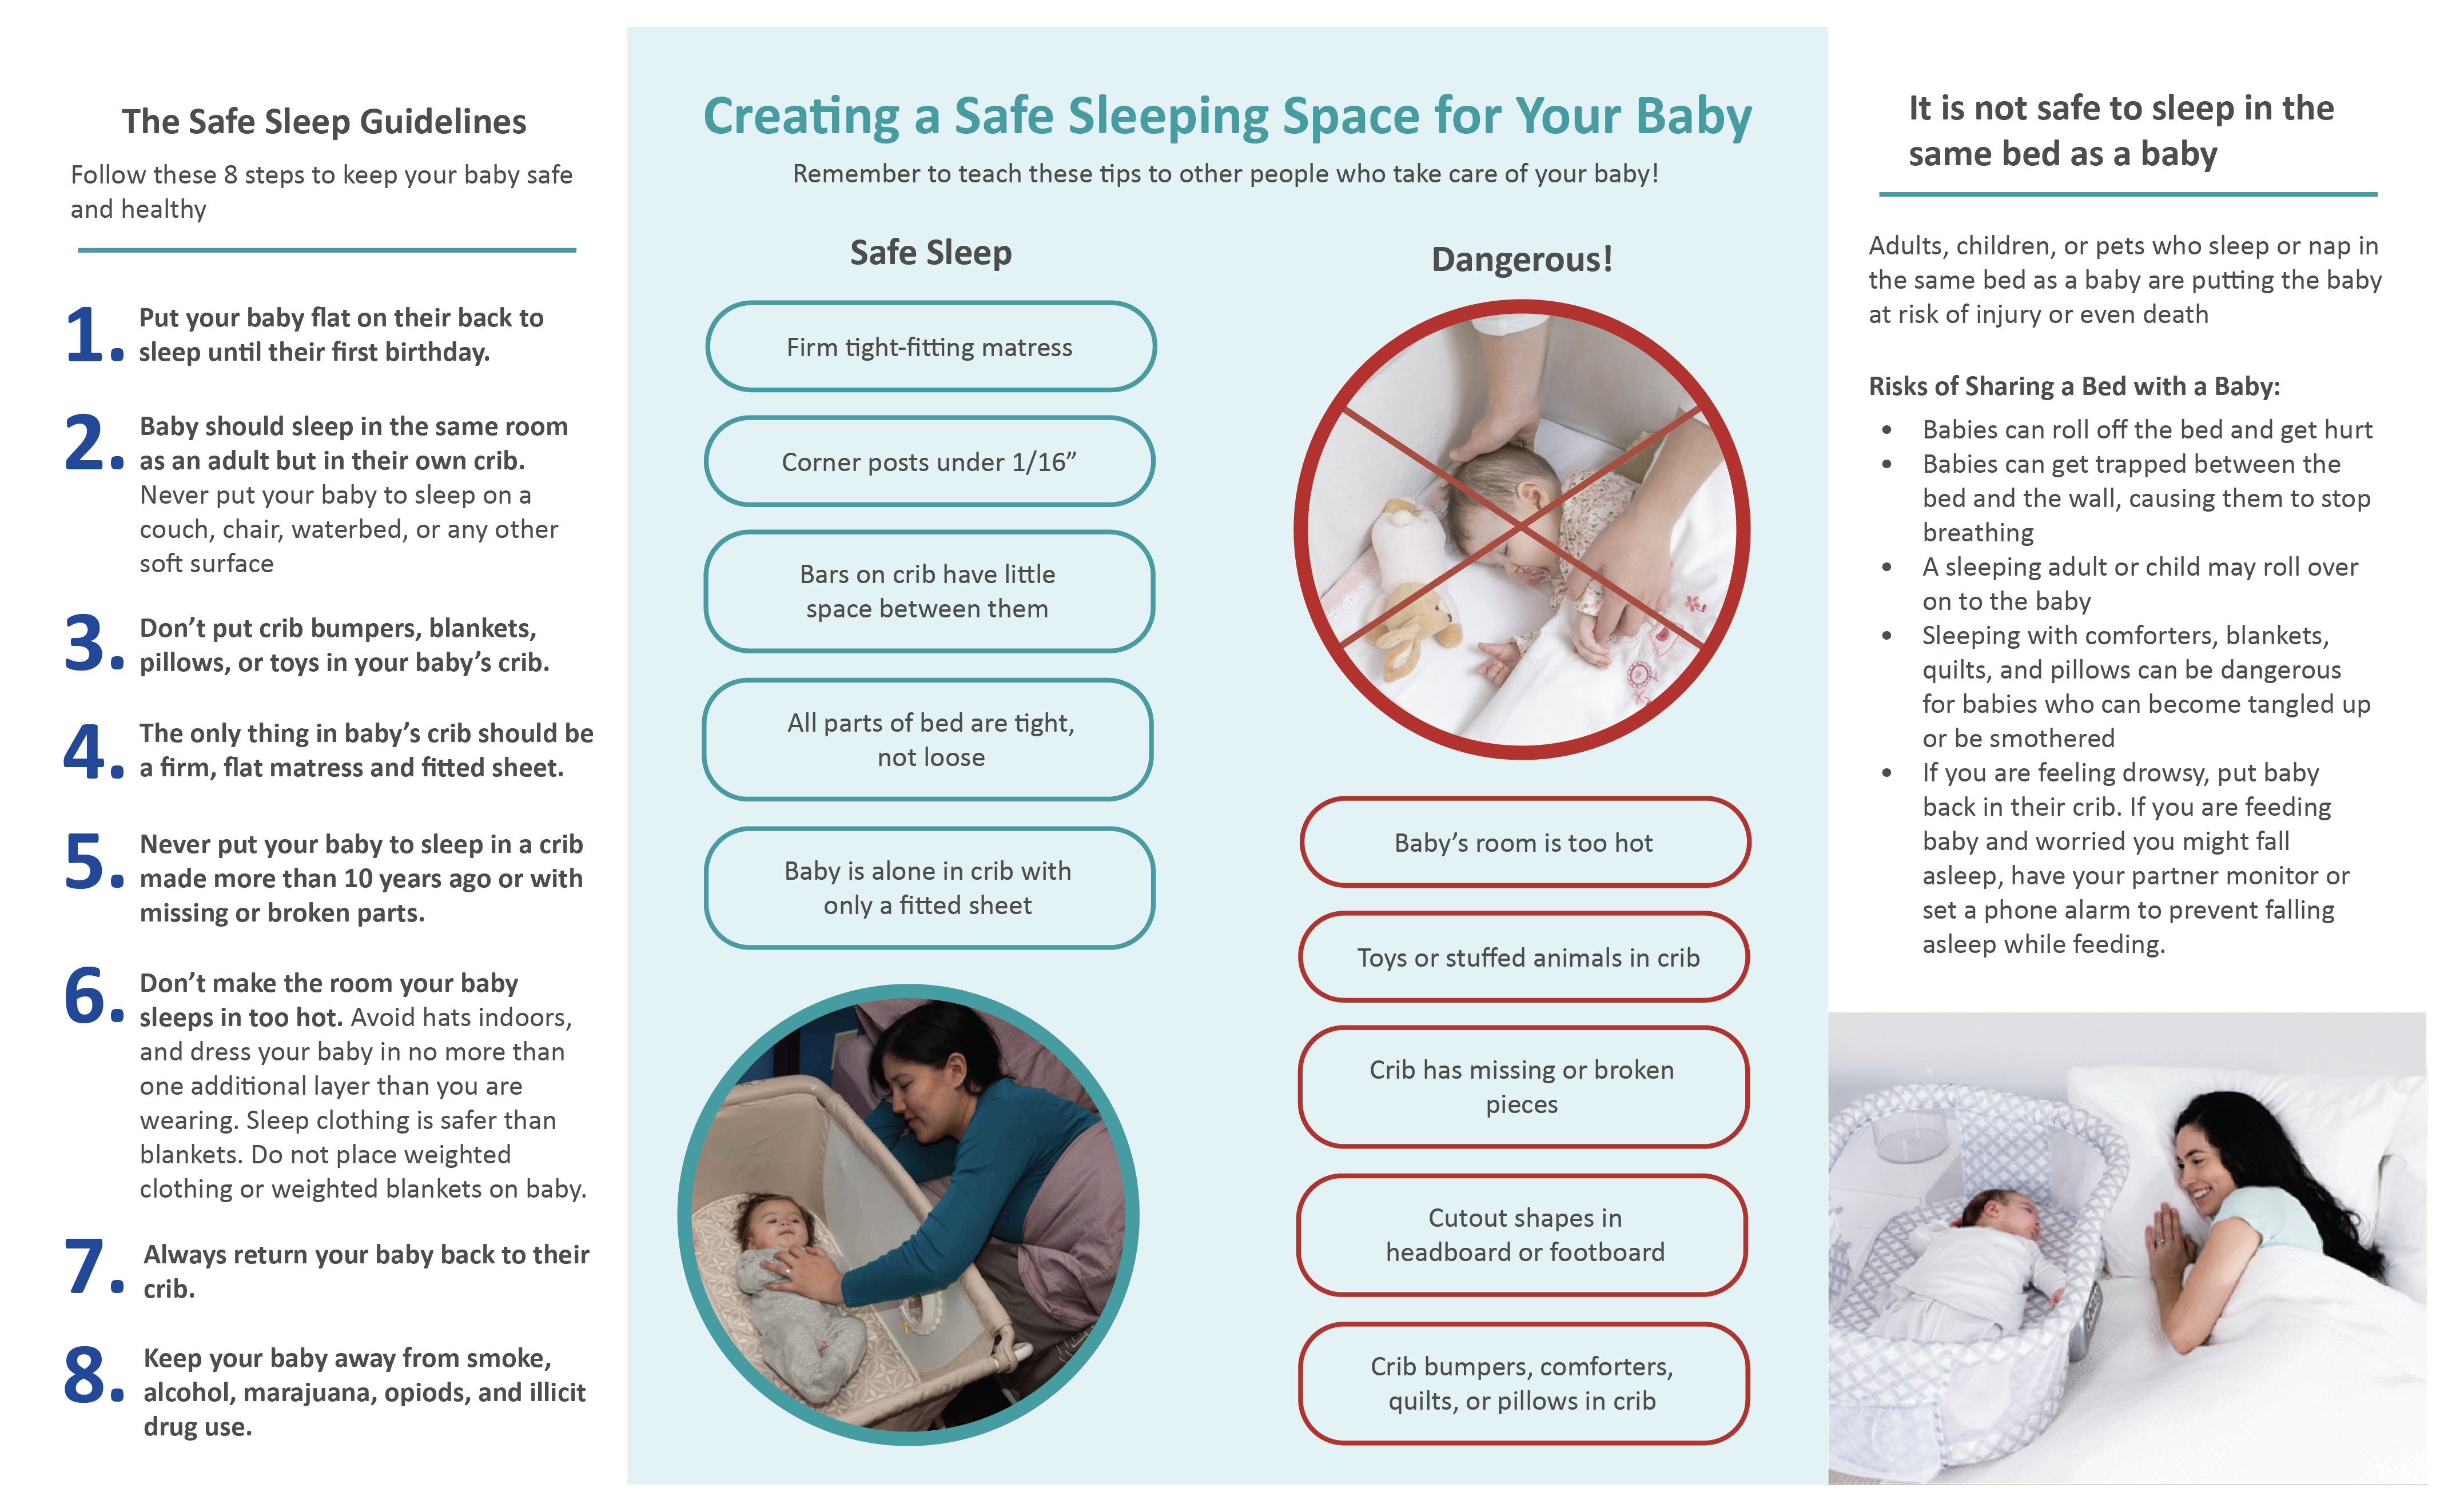 The Safe Sleep Guidelines
Follow these 8 steps to keep your baby safe
and healthy
1. Put your baby flat on their back to
sleep until their first birthday.
2. Baby should sleep in the same room
as an adult but in their own crib.
Never put your baby to sleep on a
couch, chair, waterbed, or any other
soft surface
3. Don’t put crib bumpers, blankets,
pillows, or toys in your baby’s crib.
4. The only thing in baby’s crib should be
a firm, flat matress and fitted sheet.
5. Never put your baby to sleep in a crib
made more than 10 years ago or with
missing or broken parts.
6. Don’t make the room your baby
sleeps in too hot. Avoid hats indoors,
and dress your baby in no more than
one additional layer than you are
wearing. Sleep clothing is safer than
blankets. Do not place weighted
clothing or weighted blankets on baby.
7. Always return your baby back to their
crib.
8. Keep your baby away from smoke,
alcohol, marajuana, opiods, and illicit
drug use.
Creating a Safe Sleeping Space for Your Baby
Remember to teach these tips to other people who take care of your baby!
Safe Sleep
Firm tight-fitting matress
Corner posts under 1/16”
Bars on crib have little
space between them
All parts of bed are tight,
not loose
Baby is alone in crib with
only a fitted sheet
Dangerous!
Baby’s room is too hot
Toys or stuffed animals in crib
Crib has missing or broken
pieces
Cutout shapes in
headboard or footboard
Crib bumpers, comforters,
quilts, or pillows in crib
It is not safe to sleep in the
same bed as a baby
Adults, children, or pets who sleep or nap in
the same bed as a baby are putting the baby
at risk of injury or even death
Risks of Sharing a Bed with a Baby:
• Babies can roll off the bed and get hurt
• Babies can get trapped between the
bed and the wall, causing them to stop
breathing
• A sleeping adult or child may roll over
on to the baby
• Sleeping with comforters, blankets,
quilts, and pillows can be dangerous
for babies who can become tangled up
or be smothered
• If you are feeling drowsy, put baby
back in their crib. If you are feeding
baby and worried you might fall
asleep, have your partner monitor or
set a phone alarm to prevent falling
asleep while feeding.